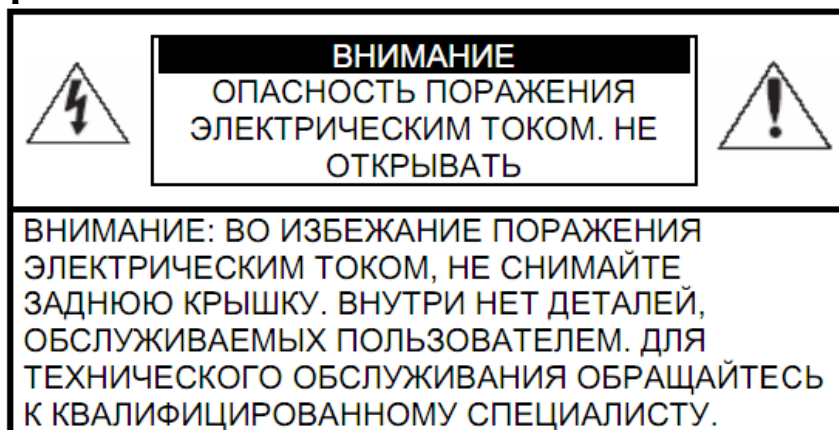 ВНИМАНИЕ
ОПАСНОСТЬ ПОРАЖЕНИЯ
ЭЛЕКТРИЧЕСКИМ ТОКОМ. НЕ
ОТКРЫВАТЬ
ВНИМАНИЕ: ВО ИЗБЕЖАНИЕ ПОРАЖЕНИЯ
ЭЛЕКТРИЧЕСКИМ ТОКОМ, НЕ СНИМАЙТЕ
ЗАДНЮЮ КРЫШКУ. ВНУТРИ НЕТ ДЕТАЛЕЙ,
ОБСЛУЖИВАЕМЫХ ПОЛЬЗОВАТЕЛЕМ. ДЛЯ
ТЕХНИЧЕСКОГО ОБСЛУЖИВАНИЯ ОБРАЩАЙТЕСЬ
К КВАЛИФИЦИРОВАННОМУ СПЕЦИАЛИСТУ.